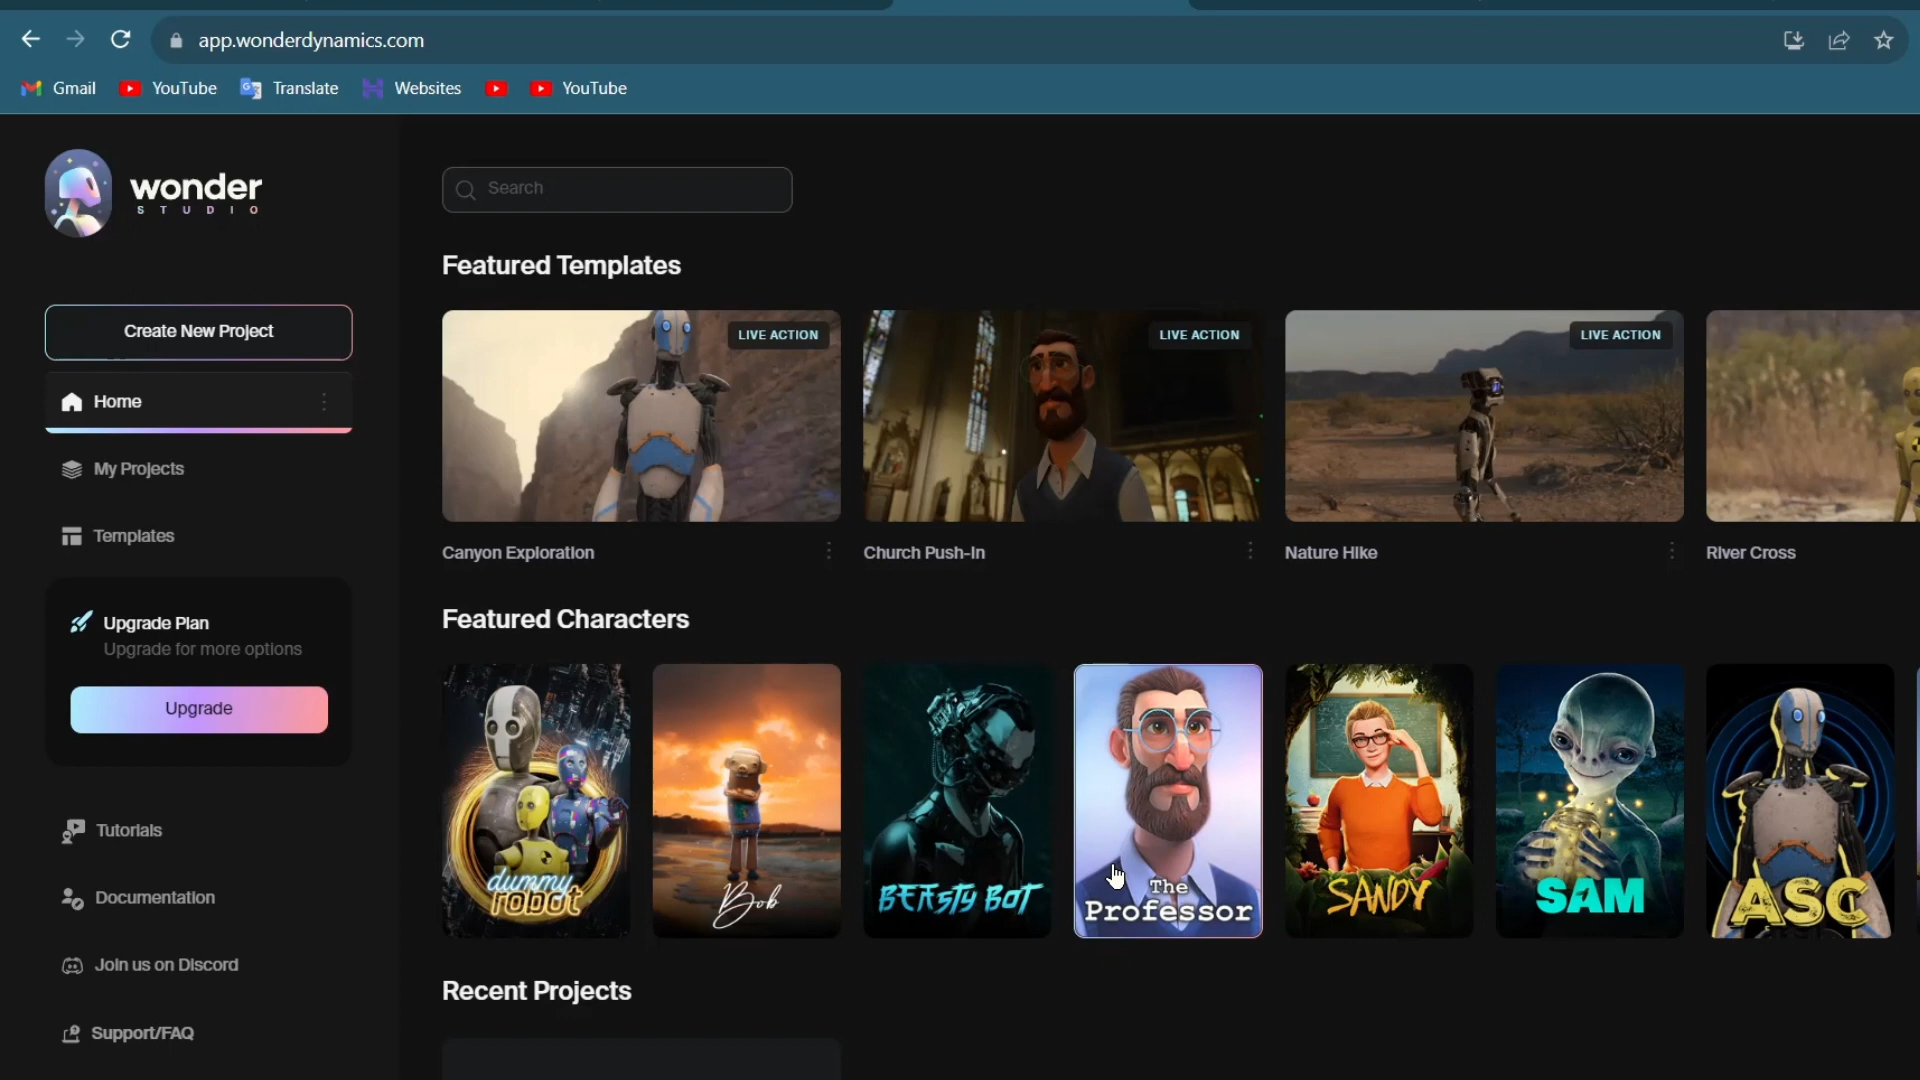 app.wonderdynamics.com
Gmail YouTube Translate Websites YouTube
wonder
STUDIO
Search
Featured Templates
Create New Project
LIVE ACTION LIVE ACTION LIVE ACTION
Home
My Projects
Templates
Canyon Exploration Church Push-In Nature Hike River Cross
Upgrade Plan
Upgrade for more options
Upgrade
Featured Characters
dummy
robot
Bob
BEASTY BOT
The
Professor
SANDY
SAM
ASC
Tutorials
Documentation
Join us on Discord
Support/FAQ
Recent Projects